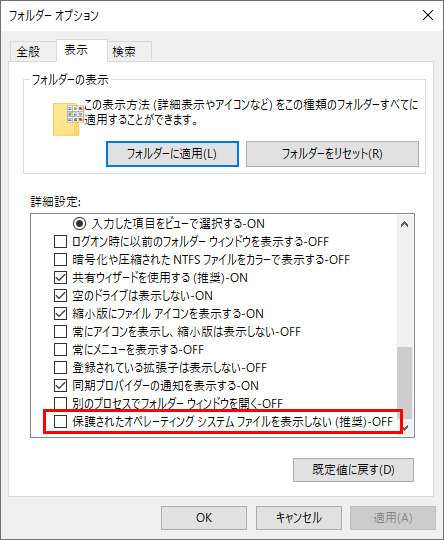 フォルダー オプション
全般
表示
検索
フォルダーの表示
この表示方法 (詳細表示やアイコンなど) をこの種類のフォルダーすべてに
適用することができます。
フォルダーに適用(L)
フォルダーをリセット(R)
詳細設定:
入力した項目をビューで選択する-ON
ログオン時に以前のフォルダー ウィンドウを表示する-OFF
暗号化や圧縮された NTFS ファイルをカラーで表示する-OFF
共有ウィザードを使用する (推奨)-ON
空のドライブは表示しない-ON
縮小版にファイル アイコンを表示する-ON
常にアイコンを表示し、縮小版は表示しない-OFF
常にメニューを表示する-OFF
登録されている拡張子は表示しない-OFF
同期プロバイダーの通知を表示する-ON
別のプロセスでフォルダー ウィンドウを開く-OFF
保護されたオペレーティング システム ファイルを表示しない (推奨)-OFF
既定値に戻す(D)
OK
キャンセル
適用(A)